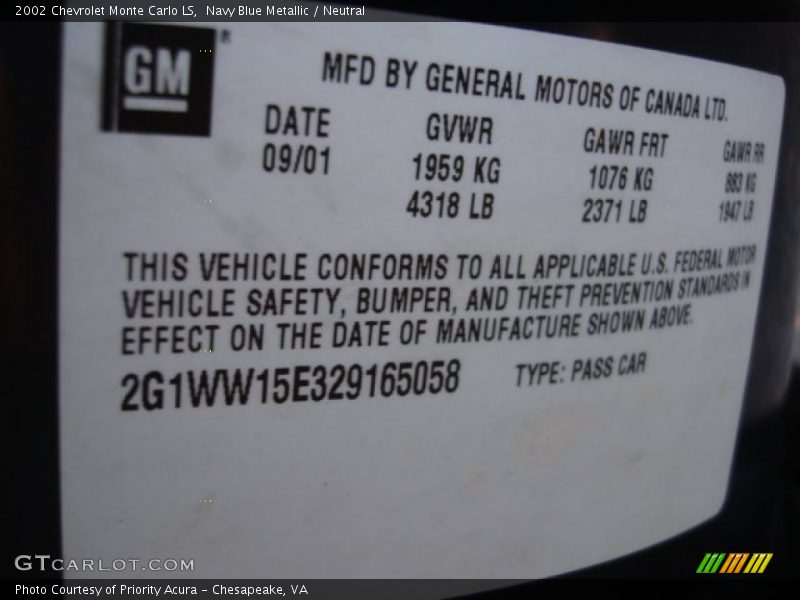 2002 Chevrolet Monte Carlo LS, Navy Blue Metallic / Neutral
GM ®
MFD BY GENERAL MOTORS OF CANADA LTD.
DATE GVWR GAWR FRT GAWR RR
09/01 1959 KG 1076 KG 883 KG
4318 LB 2371 LB 1947 LB
THIS VEHICLE CONFORMS TO ALL APPLICABLE U.S. FEDERAL MOTOR
VEHICLE SAFETY, BUMPER, AND THEFT PREVENTION STANDARDS IN
EFFECT ON THE DATE OF MANUFACTURE SHOWN ABOVE.
2G1WW15E329165058 TYPE: PASS CAR
GTCARLOT.COM
Photo Courtesy of Priority Acura – Chesapeake, VA